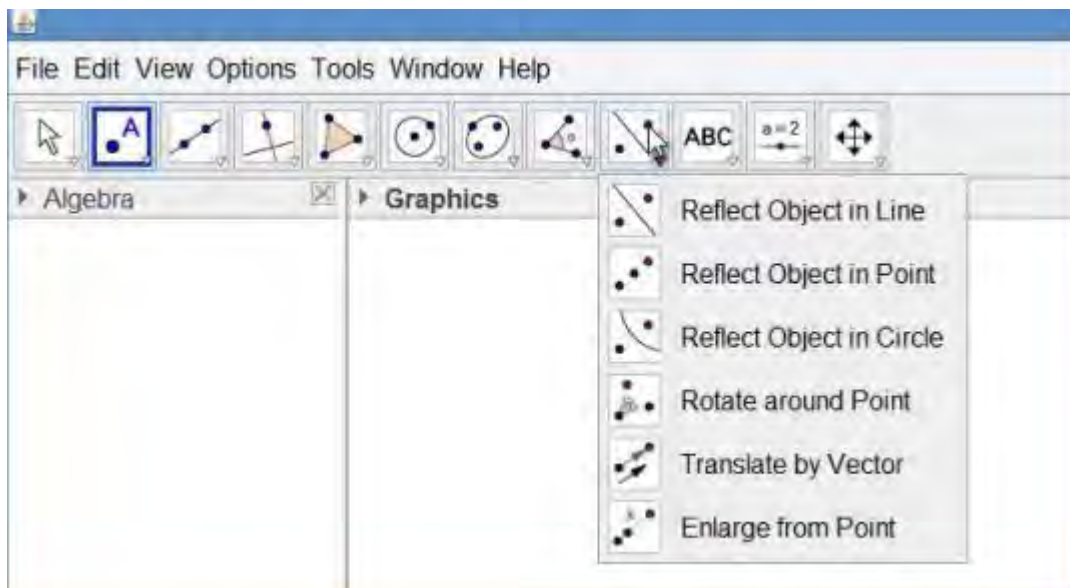 File Edit View Options Tools Window Help
A ABC a=2
Algebra Graphics
Reflect Object in Line
Reflect Object in Point
Reflect Object in Circle
Rotate around Point
Translate by Vector
Enlarge from Point